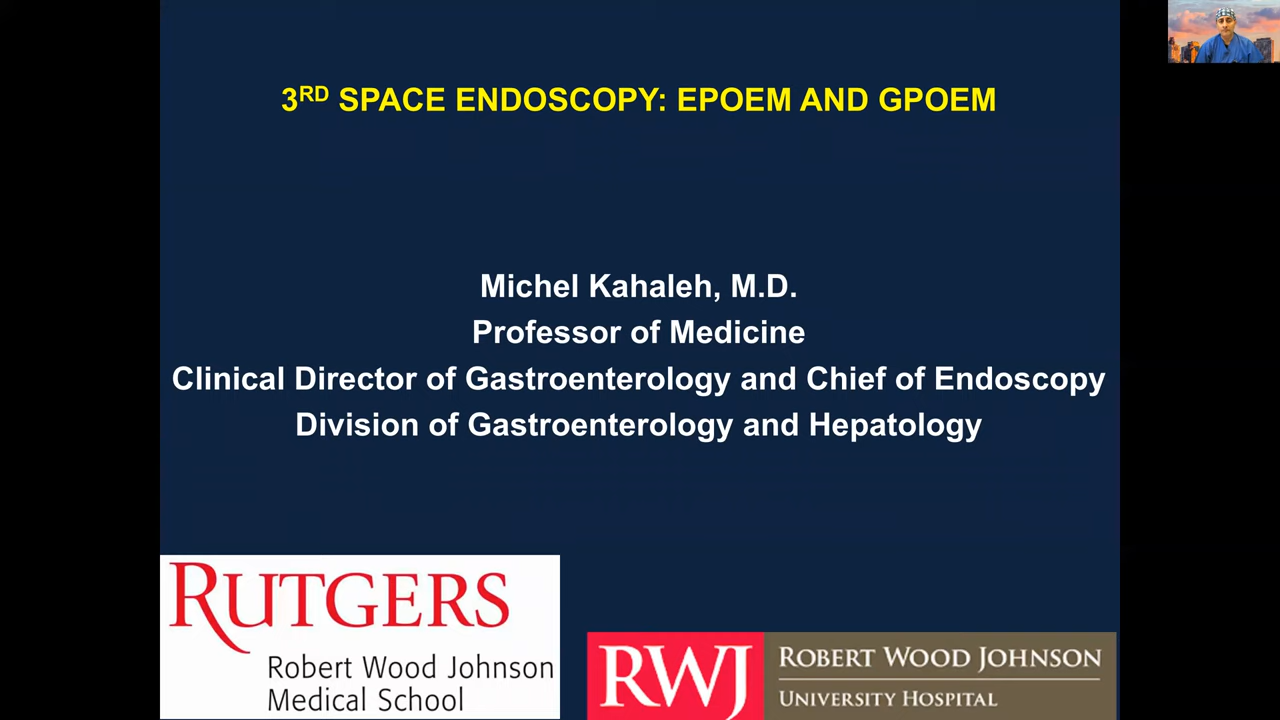 3RD SPACE ENDOSCOPY: EPOEM AND GPOEM
Michel Kahaleh, M.D.
Professor of Medicine
Clinical Director of Gastroenterology and Chief of Endoscopy
Division of Gastroenterology and Hepatology
RUTGERS
Robert Wood Johnson
Medical School
RWJ
ROBERT WOOD JOHNSON
UNIVERSITY HOSPITAL